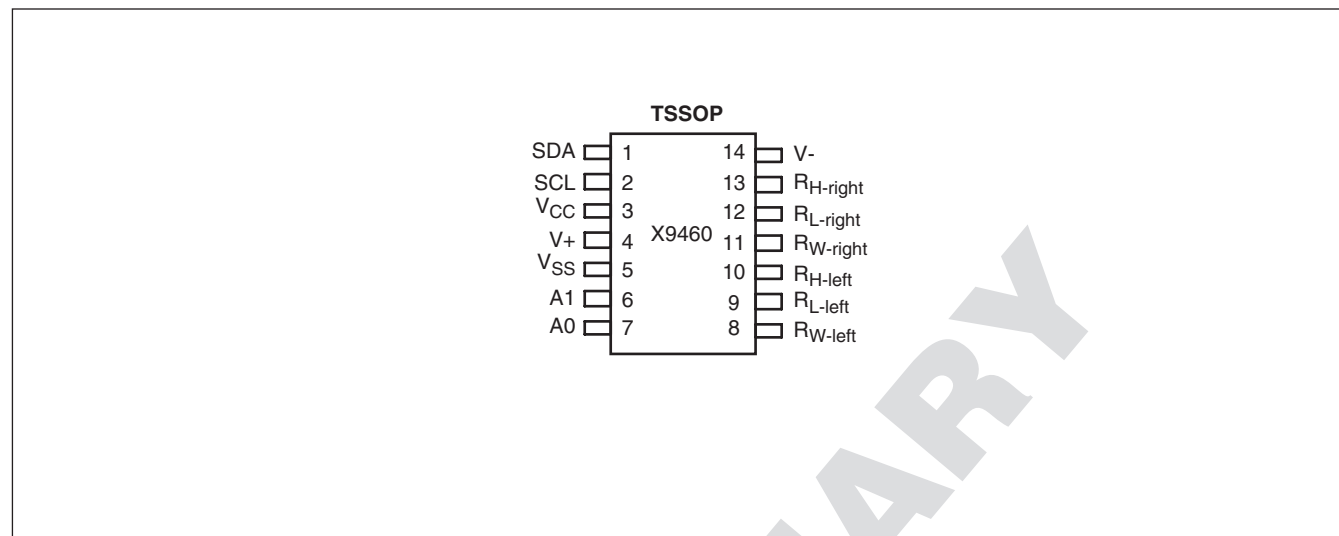 TSSOP
SDA 1 14 V-
SCL 2 13 RH-right
VCC 3 12 RL-right
V+ 4 X9460 11 RW-right
VSS 5 10 RH-left
A1 6 9 RL-left
A0 7 8 RW-left
ARY